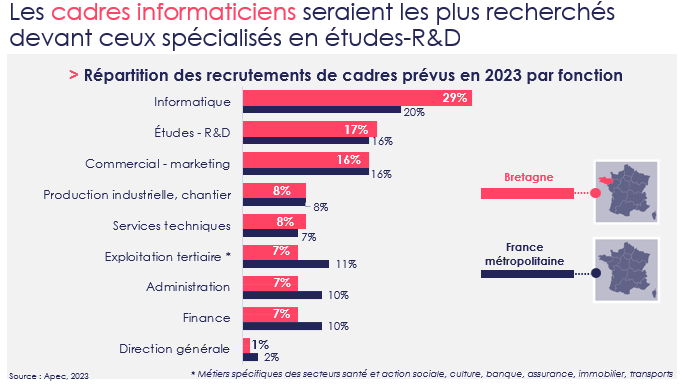 Les cadres informaticiens seraient les plus recherchés
devant ceux spécialisés en études-R&D
> Répartition des recrutements de cadres prévus en 2023 par fonction
Informatique 29% 20%
Études - R&D 17% 16%
Commercial - marketing 16% 16%
Production industrielle, chantier 8% 8%
Services techniques 8% 7%
Exploitation tertiaire * 7% 11%
Administration 7% 10%
Finance 7% 10%
Direction générale 1% 2%
Bretagne
France
métropolitaine
Source : Apec, 2023
* Métiers spécifiques des secteurs santé et action sociale, culture, banque, assurance, immobilier, transports